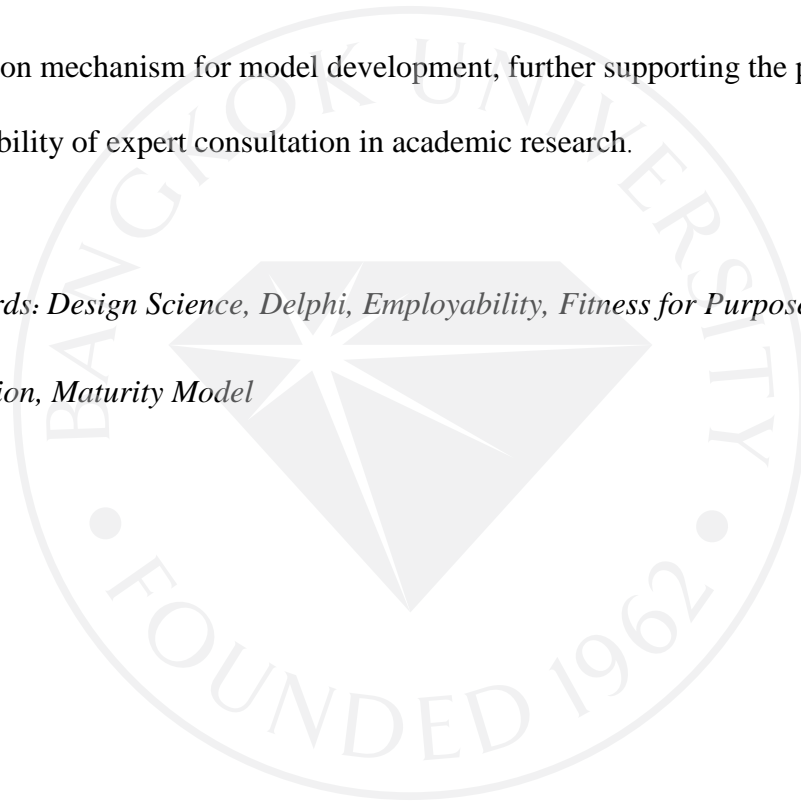 on mechanism for model development, further supporting the p
bility of expert consultation in academic research.
rds: Design Science, Delphi, Employability, Fitness for Purpose
ion, Maturity Model
BANGKOK UNIVERSITY
• FOUNDED 1962 •